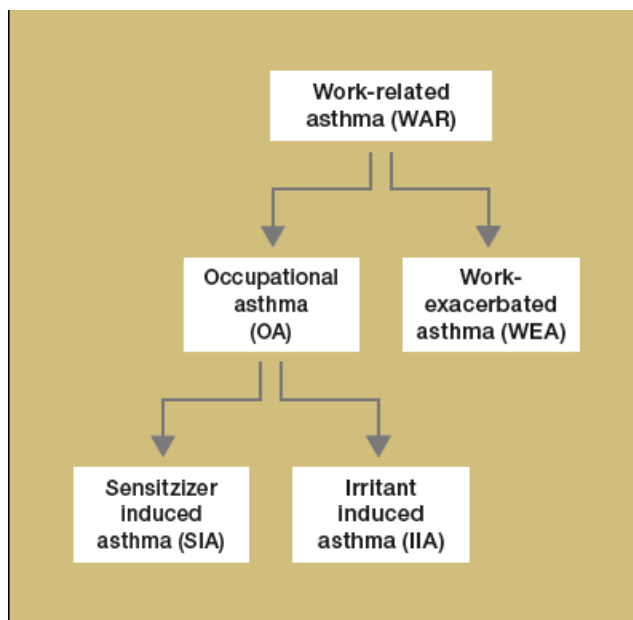 Work-related
asthma (WAR)
Occupational
asthma
(OA)
Work-
exacerbated
asthma (WEA)
Sensitzizer
induced
asthma (SIA)
Irritant
induced
asthma (IIA)